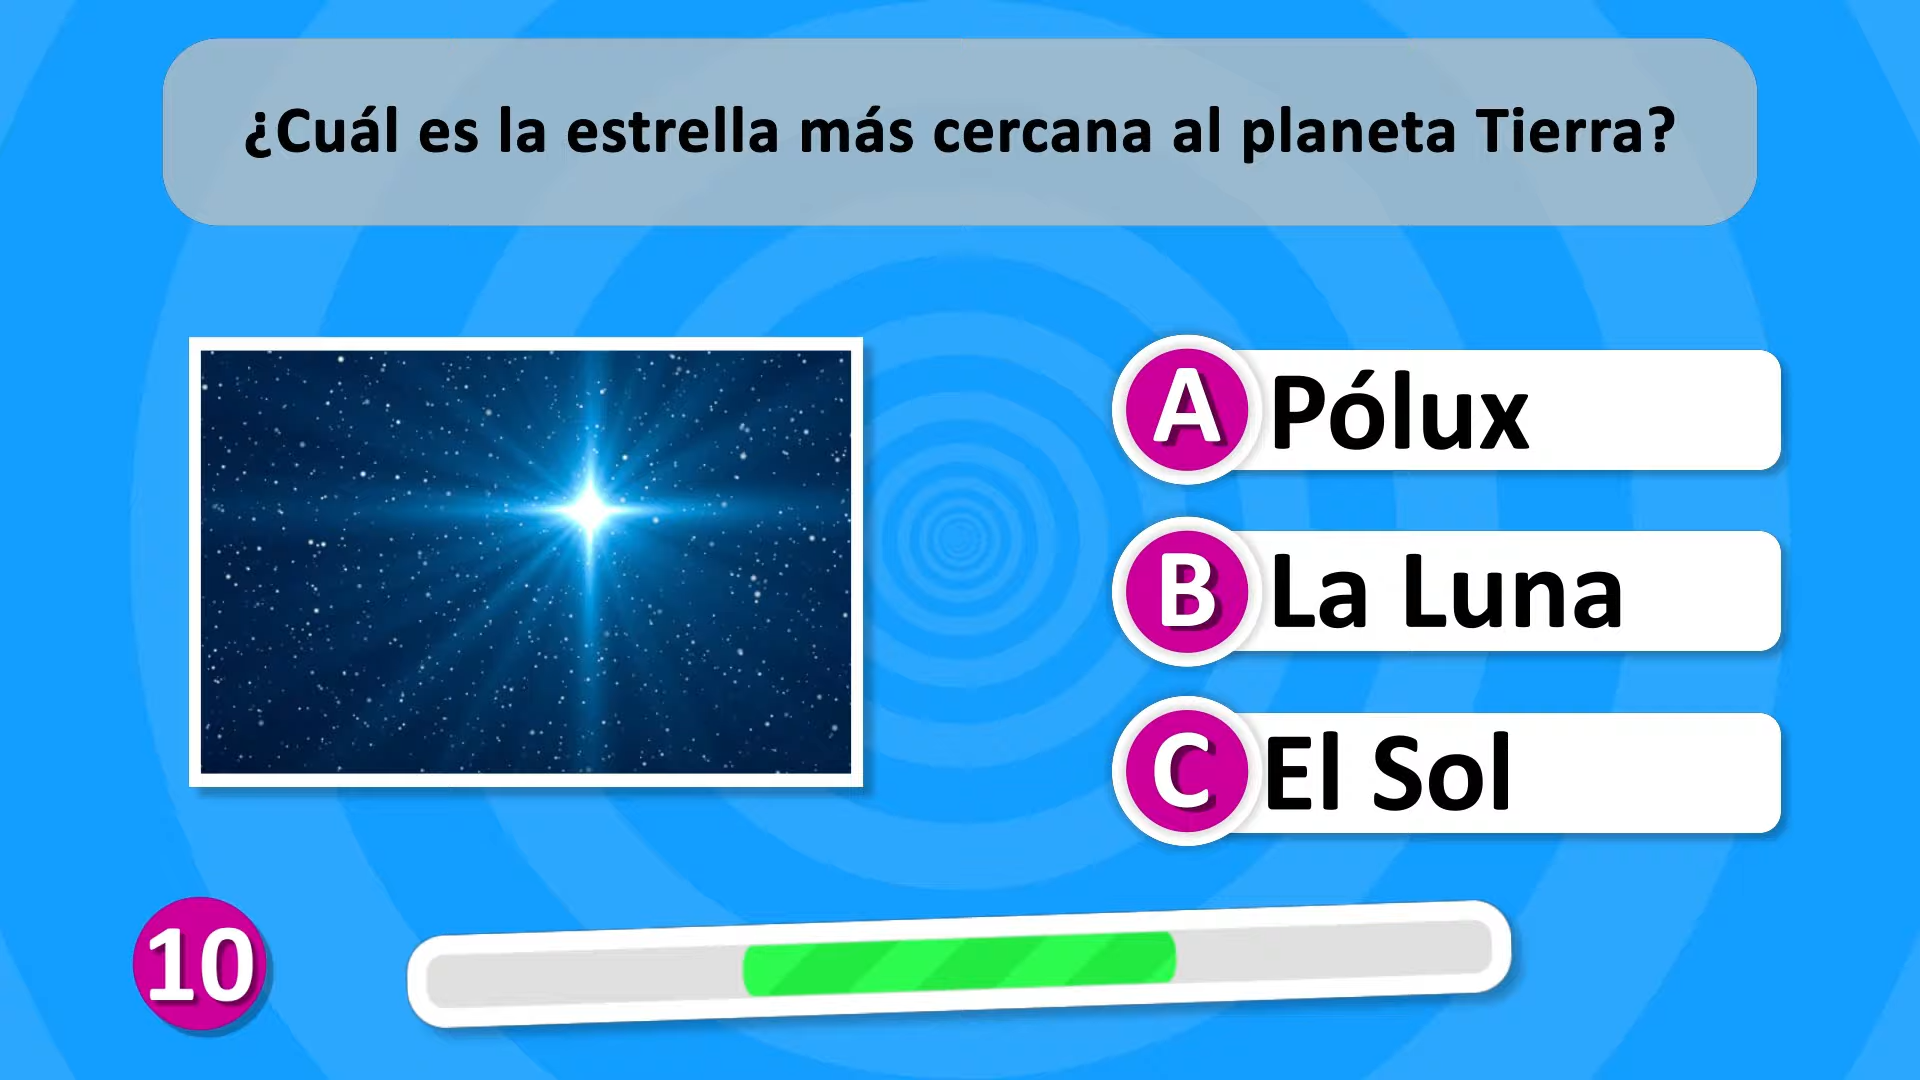 ¿Cuál es la estrella más cercana al planeta Tierra?
A Pólux
B La Luna
C El Sol
10